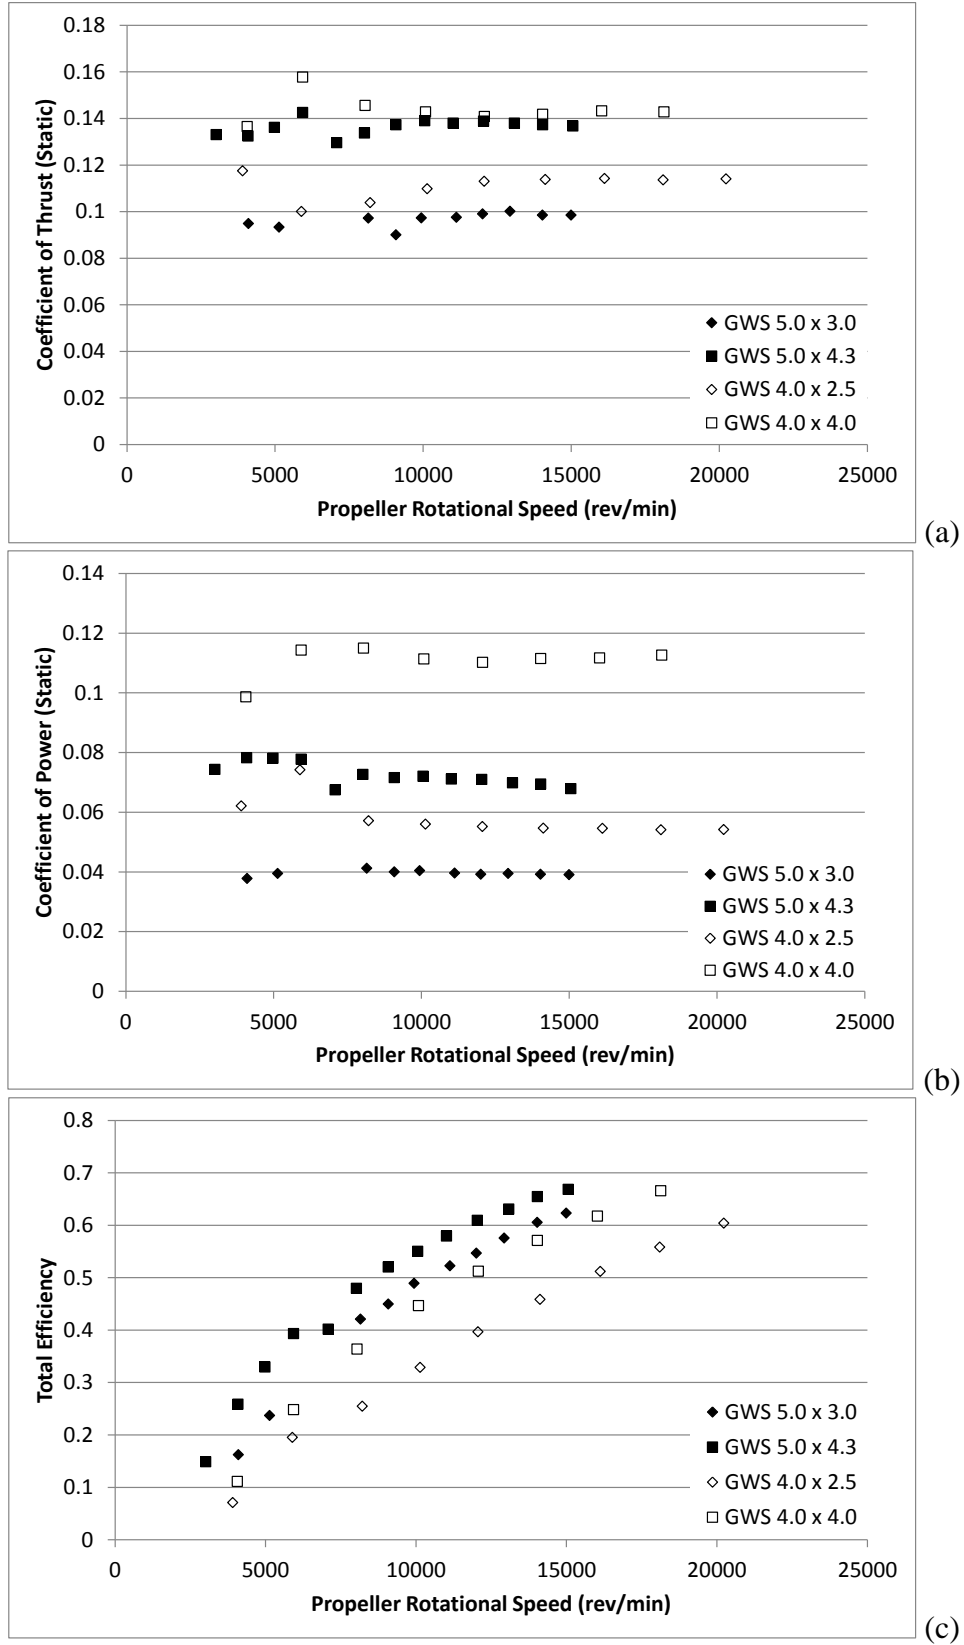 0.18
0.16
0.14
0.12
0.1
0.08
0.06
0.04
0.02
0
Coefficient of Thrust (Static)
GWS 5.0 x 3.0
GWS 5.0 x 4.3
GWS 4.0 x 2.5
GWS 4.0 x 4.0
0 5000 10000 15000 20000 25000
Propeller Rotational Speed (rev/min)
(a)
0.14
0.12
0.1
0.08
0.06
0.04
0.02
0
Coefficient of Power (Static)
GWS 5.0 x 3.0
GWS 5.0 x 4.3
GWS 4.0 x 2.5
GWS 4.0 x 4.0
0 5000 10000 15000 20000 25000
Propeller Rotational Speed (rev/min)
(b)
0.8
0.7
0.6
0.5
0.4
0.3
0.2
0.1
0
Total Efficiency
GWS 5.0 x 3.0
GWS 5.0 x 4.3
GWS 4.0 x 2.5
GWS 4.0 x 4.0
0 5000 10000 15000 20000 25000
Propeller Rotational Speed (rev/min)
(c)